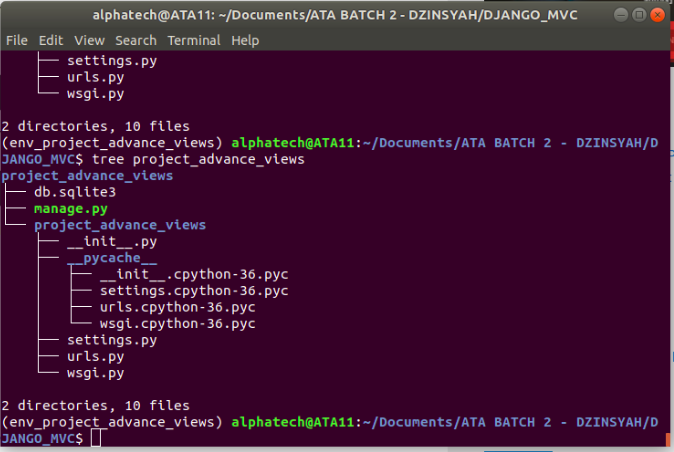 alphatech@ATA11: ~/Documents/ATA BATCH 2 - DZINSYAH/DJANGO_MVC
File Edit View Search Terminal Help
├── settings.py
├── urls.py
└── wsgi.py
2 directories, 10 files
(env_project_advance_views) alphatech@ATA11:~/Documents/ATA BATCH 2 - DZINSYAH/D
JANGO_MVC$ tree project_advance_views
project_advance_views
├── db.sqlite3
├── manage.py
└── project_advance_views
├── __init__.py
├── __pycache__
│   ├── __init__.cpython-36.pyc
│   ├── settings.cpython-36.pyc
│   ├── urls.cpython-36.pyc
│   └── wsgi.cpython-36.pyc
├── settings.py
├── urls.py
└── wsgi.py
2 directories, 10 files
(env_project_advance_views) alphatech@ATA11:~/Documents/ATA BATCH 2 - DZINSYAH/D
JANGO_MVC$